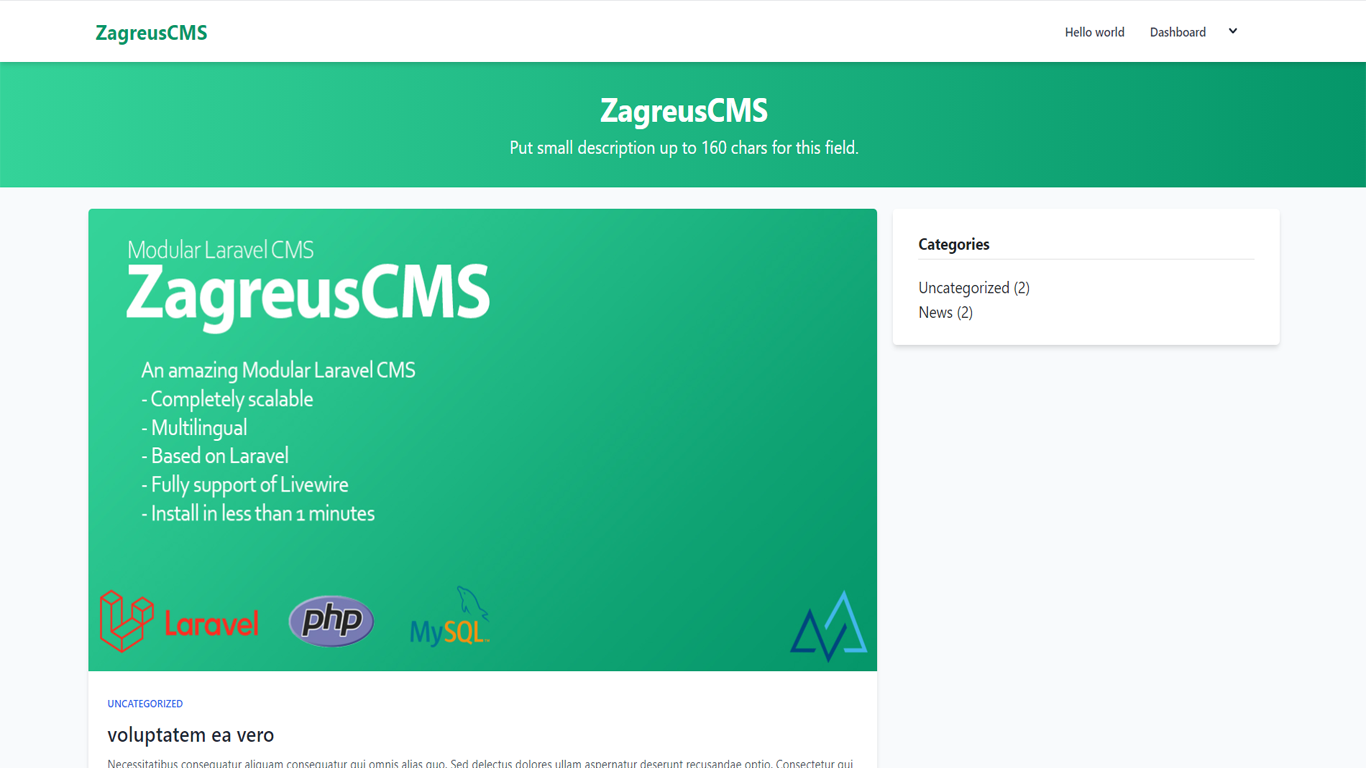 ZagreusCMS
Hello world
Dashboard
ZagreusCMS
Put small description up to 160 chars for this field.
Modular Laravel CMS
ZagreusCMS
An amazing Modular Laravel CMS
- Completely scalable
- Multilingual
- Based on Laravel
- Fully support of Livewire
- Install in less than 1 minutes
Laravel
php
MySQL™
Categories
Uncategorized (2)
News (2)
UNCATEGORIZED
voluptatem ea vero
Necessitatibus consequatur aliquam consequatur qui omnis alias quo. Sed delectus dolores ullam aspernatur deserunt recusandae optio. Consectetur qui